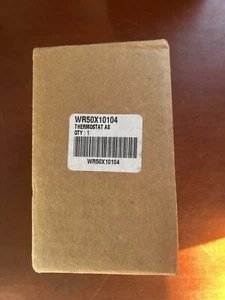 WR50X10104
THERMOSTAT AS
QTY : 1
WR50X10104